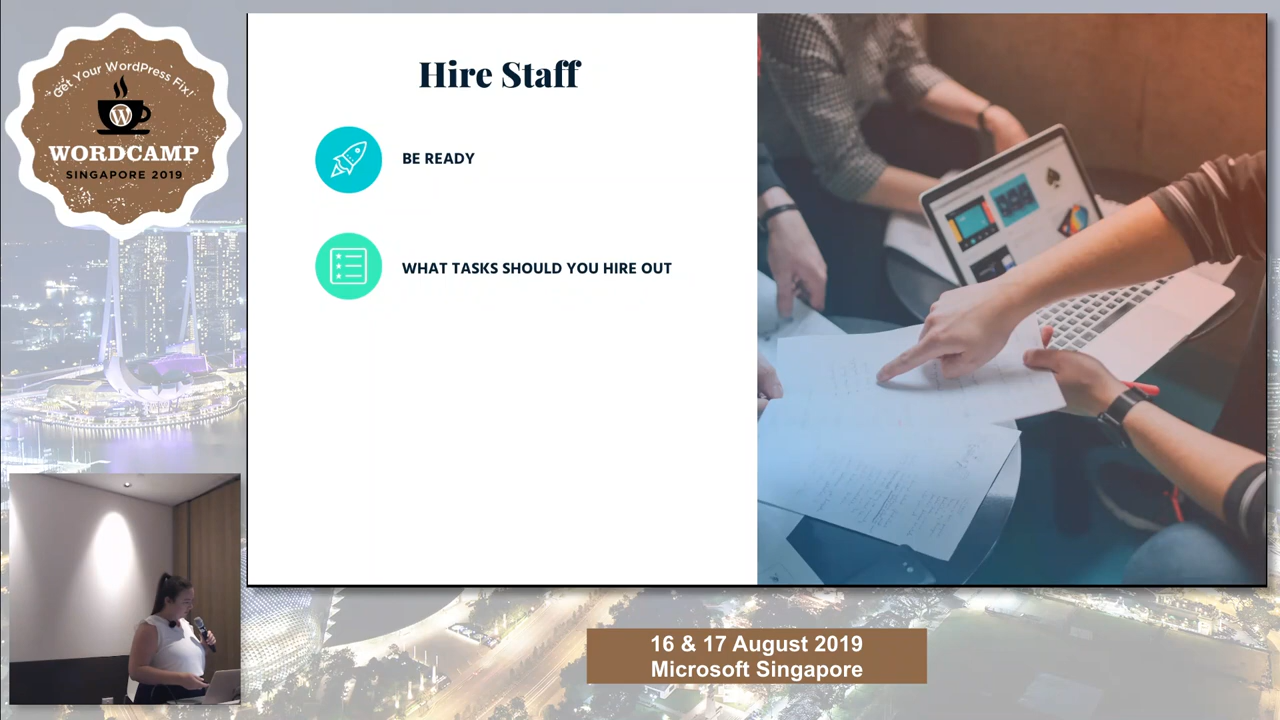 Get Your WordPress Fix!
WORDCAMP
SINGAPORE 2019
Hire Staff
BE READY
WHAT TASKS SHOULD YOU HIRE OUT
16 & 17 August 2019
Microsoft Singapore